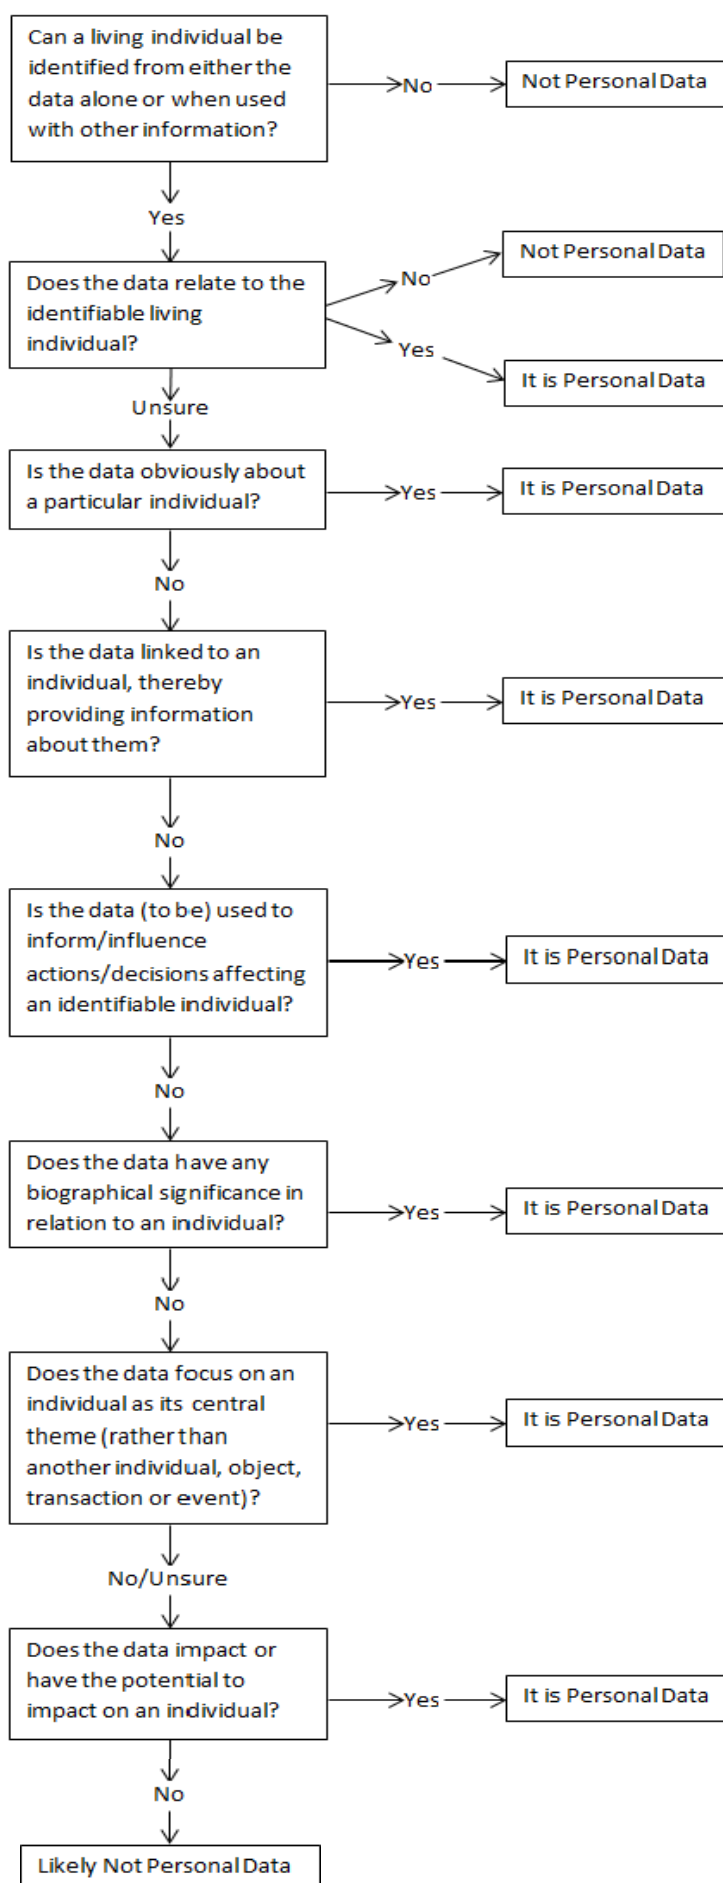 Can a living individual be
identified from either the
data alone or when used
with other information?
No
Not Personal Data
Yes
Does the data relate to the
identifiable living
individual?
No
Not Personal Data
Yes
It is Personal Data
Unsure
Is the data obviously about
a particular individual?
Yes
It is Personal Data
No
Is the data linked to an
individual, thereby
providing information
about them?
Yes
It is Personal Data
No
Is the data (to be) used to
inform/influence
actions/decisions affecting
an identifiable individual?
Yes
It is Personal Data
No
Does the data have any
biographical significance in
relation to an individual?
Yes
It is Personal Data
No
Does the data focus on an
individual as its central
theme (rather than
another individual, object,
transaction or event)?
Yes
It is Personal Data
No/Unsure
Does the data impact or
have the potential to
impact on an individual?
Yes
It is Personal Data
No
Likely Not Personal Data